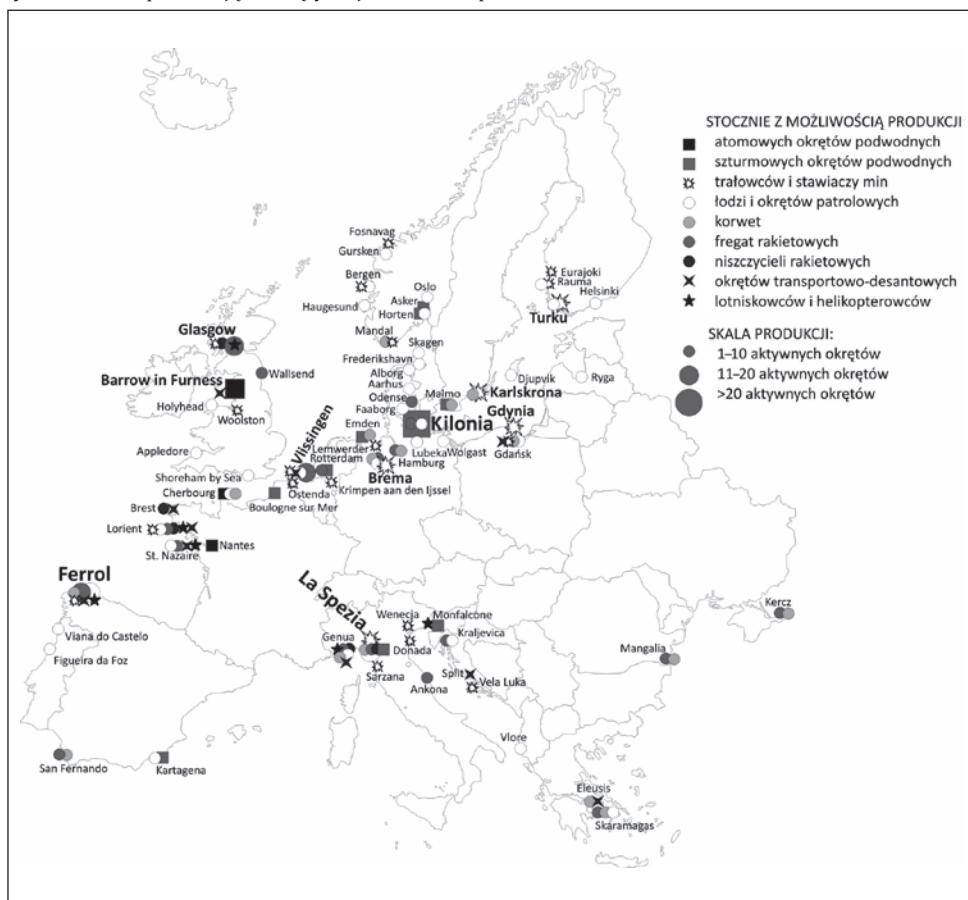 STOCZNIE Z MOŻLIWOŚCIĄ PRODUKCJI:
atomowych okrętów podwodnych
szturmowych okrętów podwodnych
trałowców i stawiaczy min
łodzi i okrętów patrolowych
korwet
fregat rakietowych
niszczycieli rakietowych
okrętów transportowo-desantowych
lotniskowców i helikopterowców
SKALA PRODUKCJI:
1–10 aktywnych okrętów
11–20 aktywnych okrętów
>20 aktywnych okrętów
Fosnavag
Gursken
Bergen
Haugesund
Oslo
Asker
Horten
Mandal
Skagen
Eurajoki
Rauma
Helsinki
Turku
Glasgow
Wallsend
Barrow in Furness
Holyhead
Woolston
Appledore
Shoreham by Sea
Frederikshavn
Alborg
Aarhus
Odense
Faaborg
Malmo
Karlskrona
Djupvik
Ryga
Gdynia
Gdańsk
Kilonia
Emden
Lemwerder
Rotterdam
Vlissingen
Lubeka
Wolgast
Hamburg
Brema
Ostenda
Krimpen aan den Ijssel
Cherbourg
Boulogne sur Mer
Brest
Lorient
St. Nazaire
Nantes
Ferrol
Viana do Castelo
Figueira da Foz
San Fernando
Kartagena
La Spezia
Genua
Wenecja
Monfalcone
Kraljevica
Donada
Sarzana
Ankona
Split
Vela Luka
Vlore
Eleusis
Skaramagas
Mangalia
Kercz